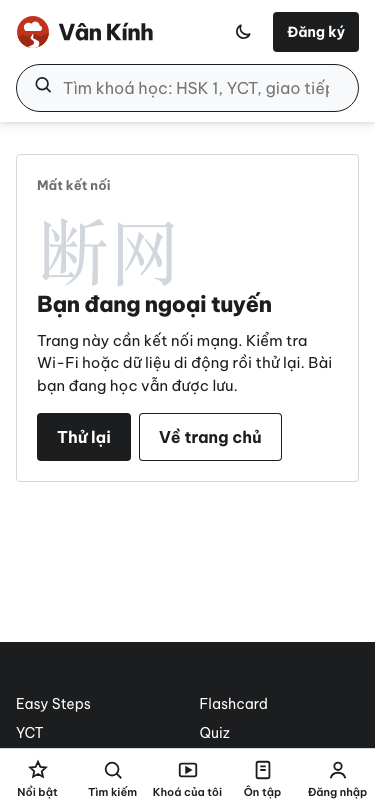 Vân Kính
Đăng ký
Tìm khoá học: HSK 1, YCT, giao tiếp
Mất kết nối
断网
Bạn đang ngoại tuyến
Trang này cần kết nối mạng. Kiểm tra
Wi-Fi hoặc dữ liệu di động rồi thử lại. Bài
bạn đang học vẫn được lưu.
Thử lại
Về trang chủ
Easy Steps
Flashcard
YCT
Quiz
Nổi bật
Tìm kiếm
Khoá của tôi
Ôn tập
Đăng nhập